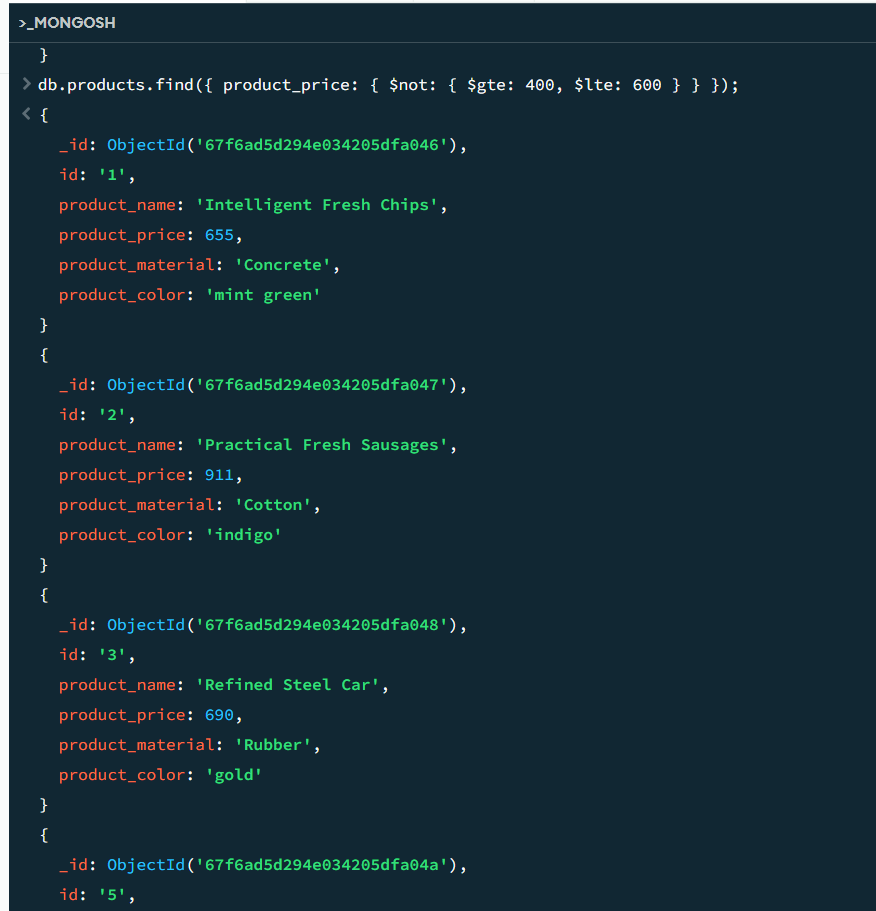 >_MONGOSH
}
> db.products.find({ product_price: { $not: { $gte: 400, $lte: 600 } } });
< {
_id: ObjectId('67f6ad5d294e034205dfa046'),
id: '1',
product_name: 'Intelligent Fresh Chips',
product_price: 655,
product_material: 'Concrete',
product_color: 'mint green'
}
{
_id: ObjectId('67f6ad5d294e034205dfa047'),
id: '2',
product_name: 'Practical Fresh Sausages',
product_price: 911,
product_material: 'Cotton',
product_color: 'indigo'
}
{
_id: ObjectId('67f6ad5d294e034205dfa048'),
id: '3',
product_name: 'Refined Steel Car',
product_price: 690,
product_material: 'Rubber',
product_color: 'gold'
}
{
_id: ObjectId('67f6ad5d294e034205dfa04a'),
id: '5',